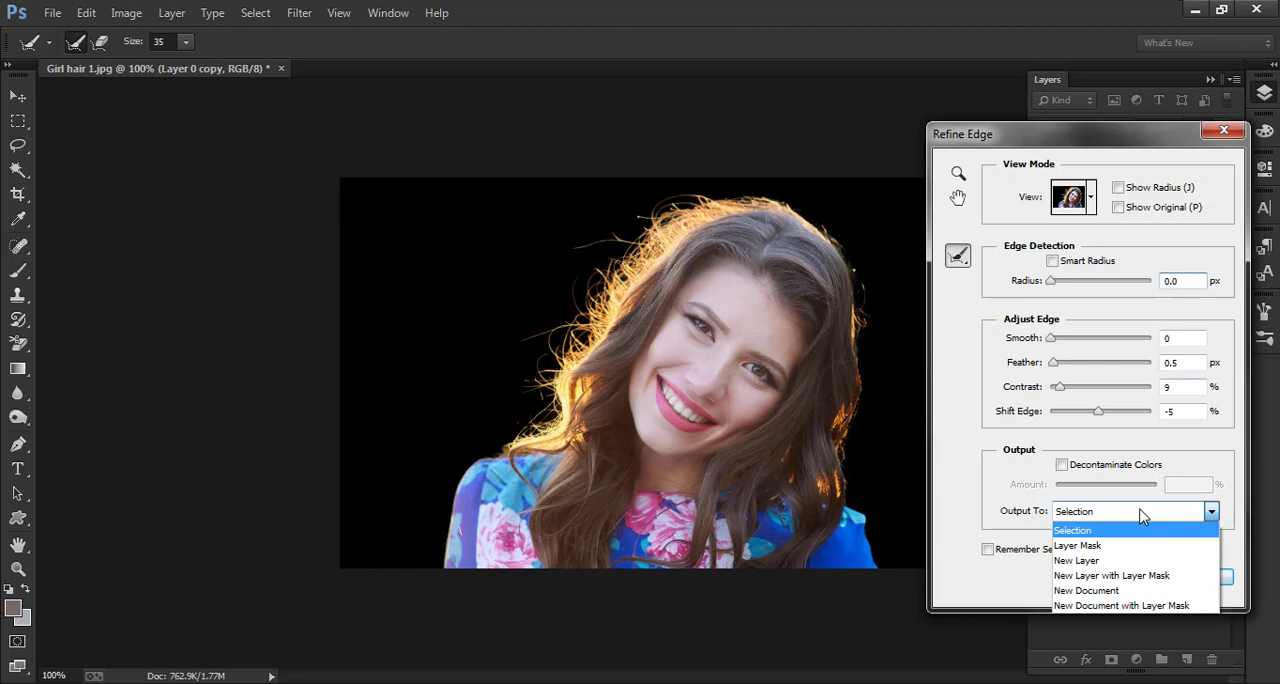 Ps File Edit Image Layer Type Select Filter View Window Help
Size: 35
What's New
Girl hair 1.jpg @ 100% (Layer 0 copy, RGB/8) * ×
Layers
Kind
Refine Edge
View Mode
View:
Show Radius (J)
Show Original (P)
Edge Detection
Smart Radius
Radius: 0.0 px
Adjust Edge
Smooth: 0
Feather: 0.5 px
Contrast: 9 %
Shift Edge: -5 %
Output
Decontaminate Colors
Amount: %
Output To: Selection
Selection
Layer Mask
Remember Se
New Layer
New Layer with Layer Mask
New Document
New Document with Layer Mask
100% Doc: 762.9K/1.77M